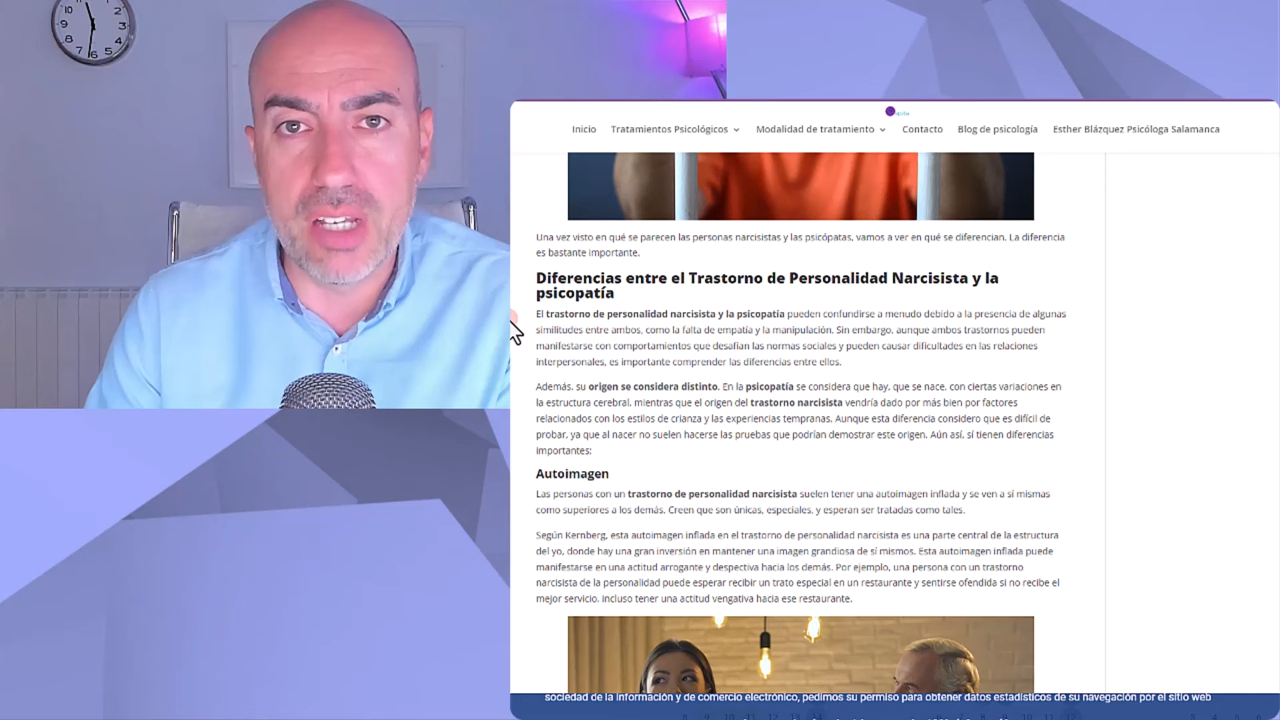 10
2
9
3
8
4
7
6
5
Inicio
Tratamientos Psicológicos
Modalidad de tratamiento
Contacto
Blog de psicología
Esther Blázquez Psicóloga Salamanca
Una vez visto en qué se parecen las personas narcisistas y las psicópatas, vamos a ver en qué se diferencian. La diferencia
es bastante importante.
Diferencias entre el Trastorno de Personalidad Narcisista y la
psicopatía
El trastorno de personalidad narcisista y la psicopatía pueden confundirse a menudo debido a la presencia de algunas
similitudes entre ambos, como la falta de empatía y la manipulación. Sin embargo, aunque ambos trastornos pueden
manifestarse con comportamientos que desafían las normas sociales y pueden causar dificultades en las relaciones
interpersonales, es importante comprender las diferencias entre ellos.
Además, su origen se considera distinto. En la psicopatía se considera que hay, que se nace, con ciertas variaciones en
la estructura cerebral, mientras que el origen del trastorno narcisista vendría dado por más bien por factores
relacionados con los estilos de crianza y las experiencias tempranas. Aunque esta diferencia considero que es difícil de
probar, ya que al nacer no suelen hacerse las pruebas que podrían demostrar este origen. Aún así, sí tienen diferencias
importantes:
Autoimagen
Las personas con un trastorno de personalidad narcisista suelen tener una autoimagen inflada y se ven a sí mismas
como superiores a los demás. Creen que son únicas, especiales, y esperan ser tratadas como tales.
Según Kernberg, esta autoimagen inflada en el trastorno de personalidad narcisista es una parte central de la estructura
del yo, donde hay una gran inversión en mantener una imagen grandiosa de sí mismos. Esta autoimagen inflada puede
manifestarse en una actitud arrogante y despectiva hacia los demás. Por ejemplo, una persona con un trastorno
narcisista de la personalidad puede esperar recibir un trato especial en un restaurante y sentirse ofendida si no recibe el
mejor servicio, incluso tener una actitud vengativa hacia ese restaurante.
sociedad de la información y de comercio electrónico, pedimos su permiso para obtener datos estadísticos de su navegación por el sitio web